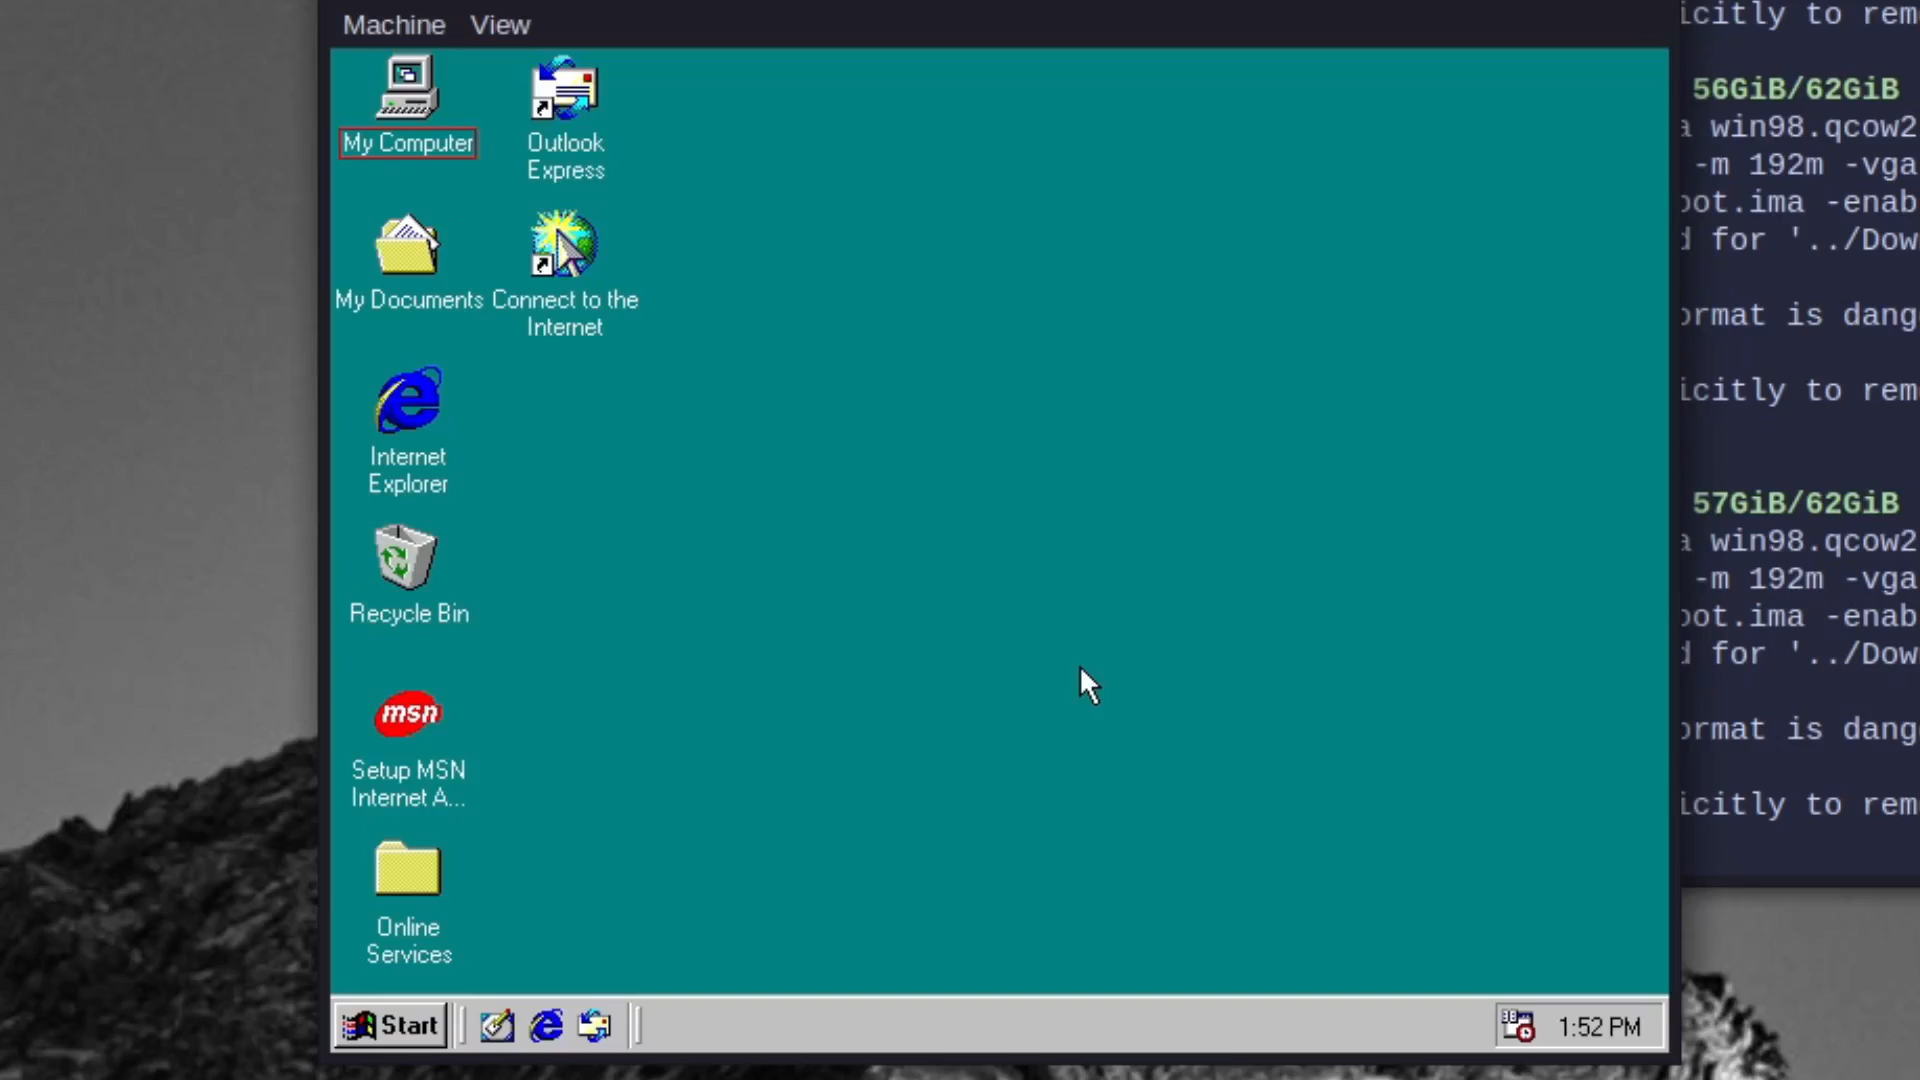 Machine View
My Computer
Outlook
Express
My Documents
Connect to the
Internet
Internet
Explorer
Recycle Bin
msn
Setup MSN
Internet A...
Online
Services
Start
1:52 PM
icitly to rem
56GiB/62GiB
a win98.qcow2
-m 192m -vga
oot.ima -enab
d for '../Dow
ormat is dang
icitly to rem
57GiB/62GiB
a win98.qcow2
-m 192m -vga
oot.ima -enab
d for '../Dow
ormat is dang
icitly to rem